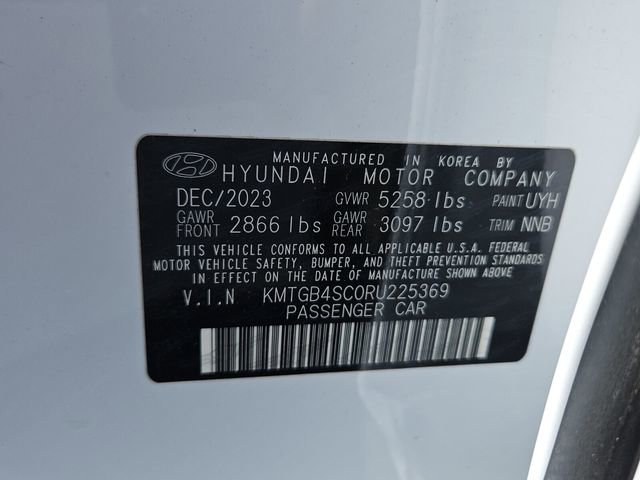 MANUFACTURED IN KOREA BY
HYUNDAI MOTOR COMPANY
DEC/2023 GVWR 5258 lbs PAINT UYH
GAWR FRONT 2866 lbs GAWR REAR 3097 lbs TRIM NNB
THIS VEHICLE CONFORMS TO ALL APPLICABLE U.S.A. FEDERAL
MOTOR VEHICLE SAFETY, BUMPER, AND THEFT PREVENTION STANDARDS
IN EFFECT ON THE DATE OF MANUFACTURE SHOWN ABOVE.
V.I.N KMTGB4SC0RU225369
PASSENGER CAR